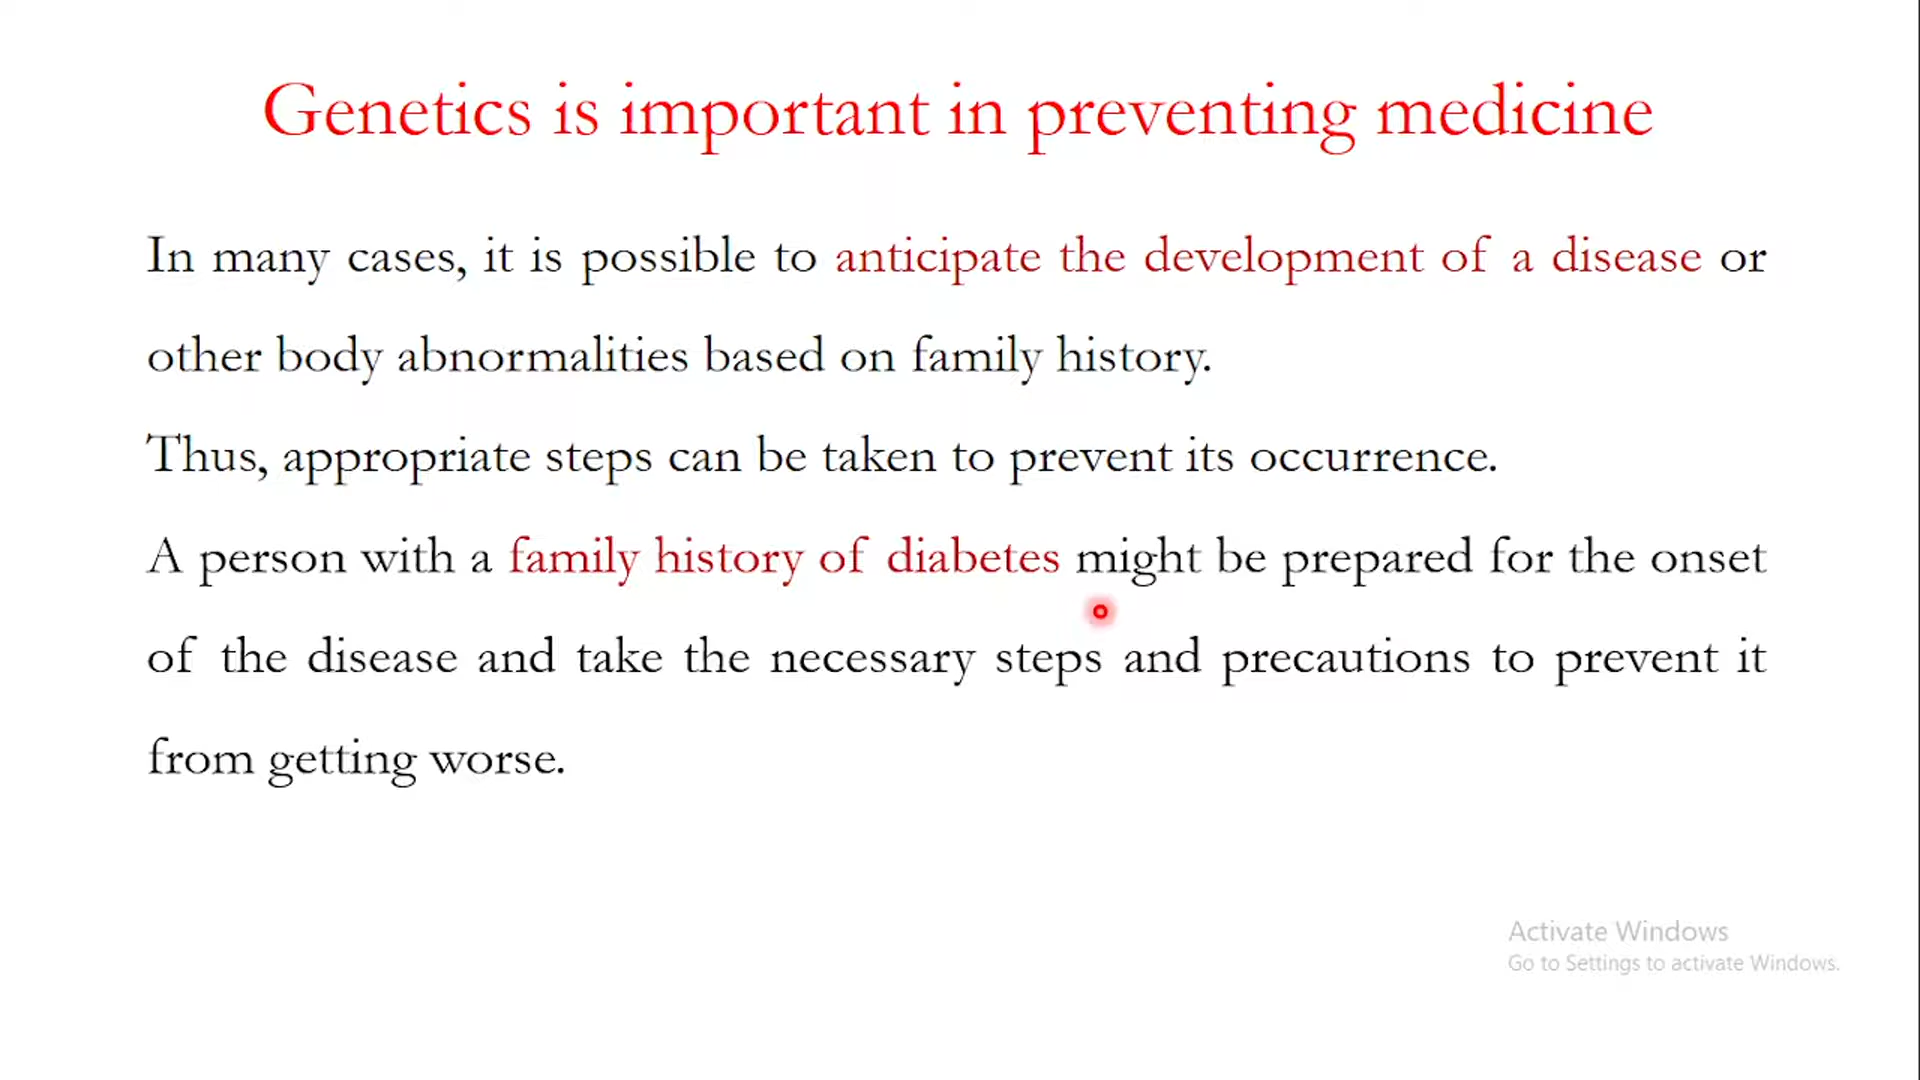 Genetics is important in preventing medicine
In many cases, it is possible to anticipate the development of a disease or
other body abnormalities based on family history.
Thus, appropriate steps can be taken to prevent its occurrence.
A person with a family history of diabetes might be prepared for the onset
of the disease and take the necessary steps and precautions to prevent it
from getting worse.
Activate Windows
Go to Settings to activate Windows.